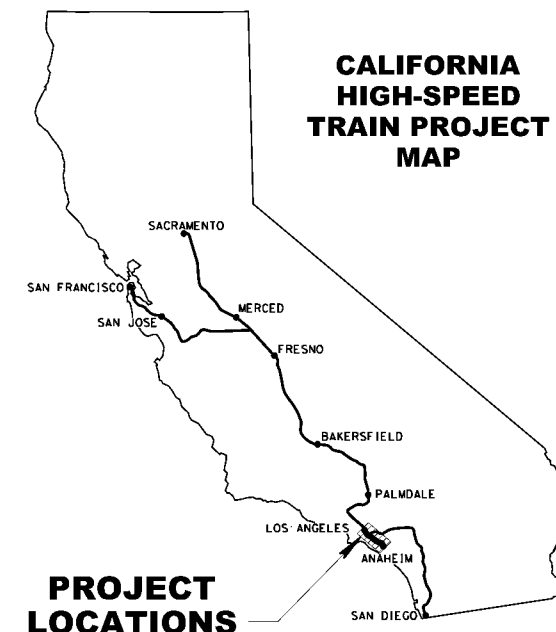 CALIFORNIA
HIGH-SPEED
TRAIN PROJECT
MAP
SACRAMENTO
SAN FRANCISCO
MERCED
SAN JOSE
FRESNO
BAKERSFIELD
PALMDALE
LOS ANGELES
ANAHEIM
PROJECT
LOCATIONS
SAN DIEGO